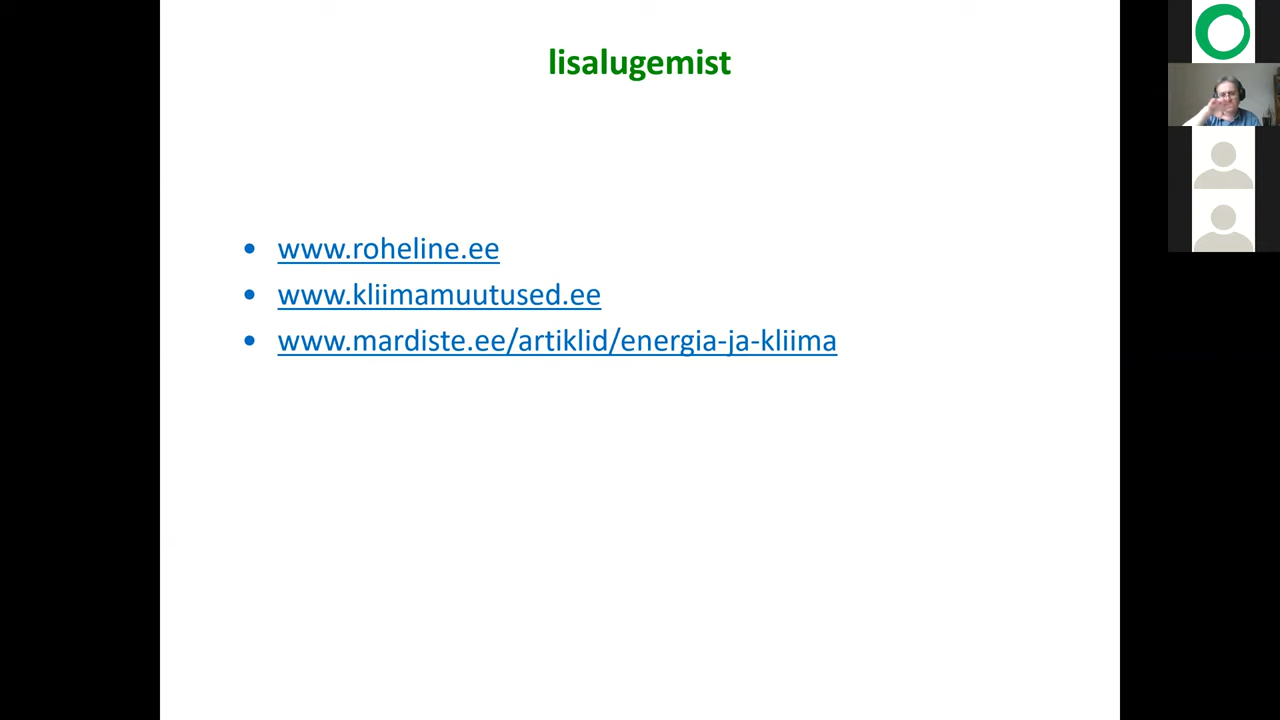 lisalugemist
• www.roheline.ee
• www.kliimamuutused.ee
• www.mardiste.ee/artiklid/energia-ja-kliima